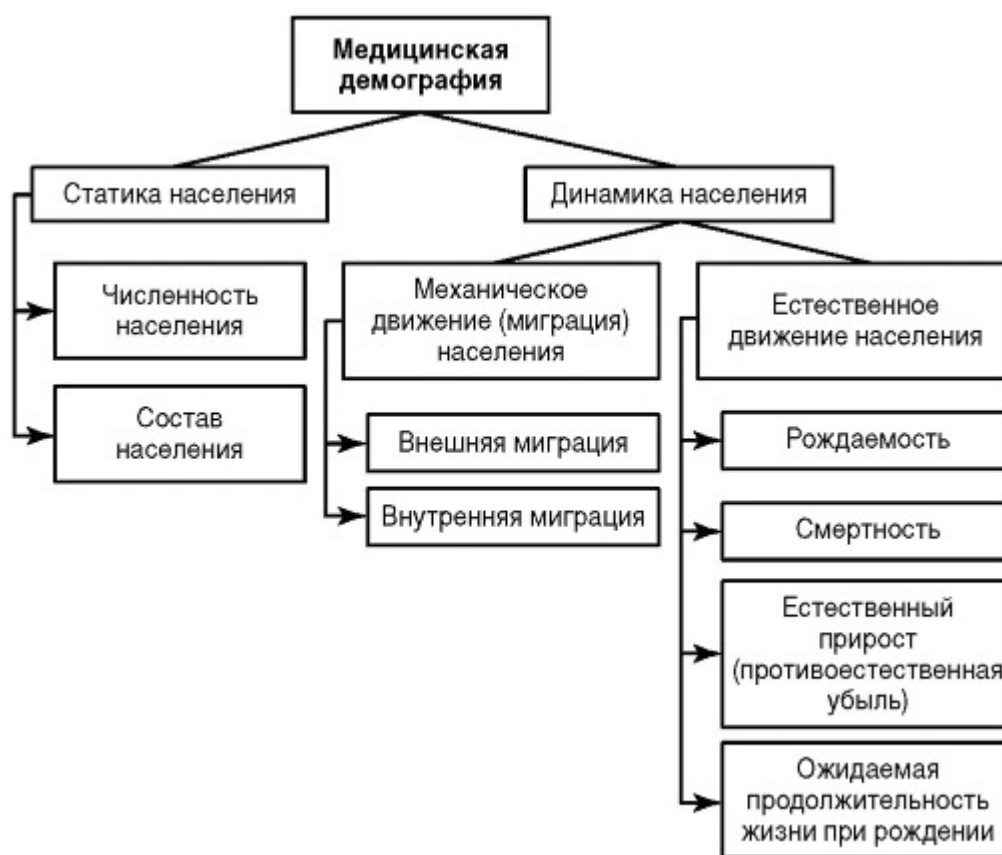 Медицинская
демография
Статика населения
Динамика населения
Численность
населения
Состав
населения
Механическое
движение (миграция)
населения
Внешняя миграция
Внутренняя миграция
Естественное
движение населения
Рождаемость
Смертность
Естественный
прирост
(противоестественная
убыль)
Ожидаемая
продолжительность
жизни при рождении